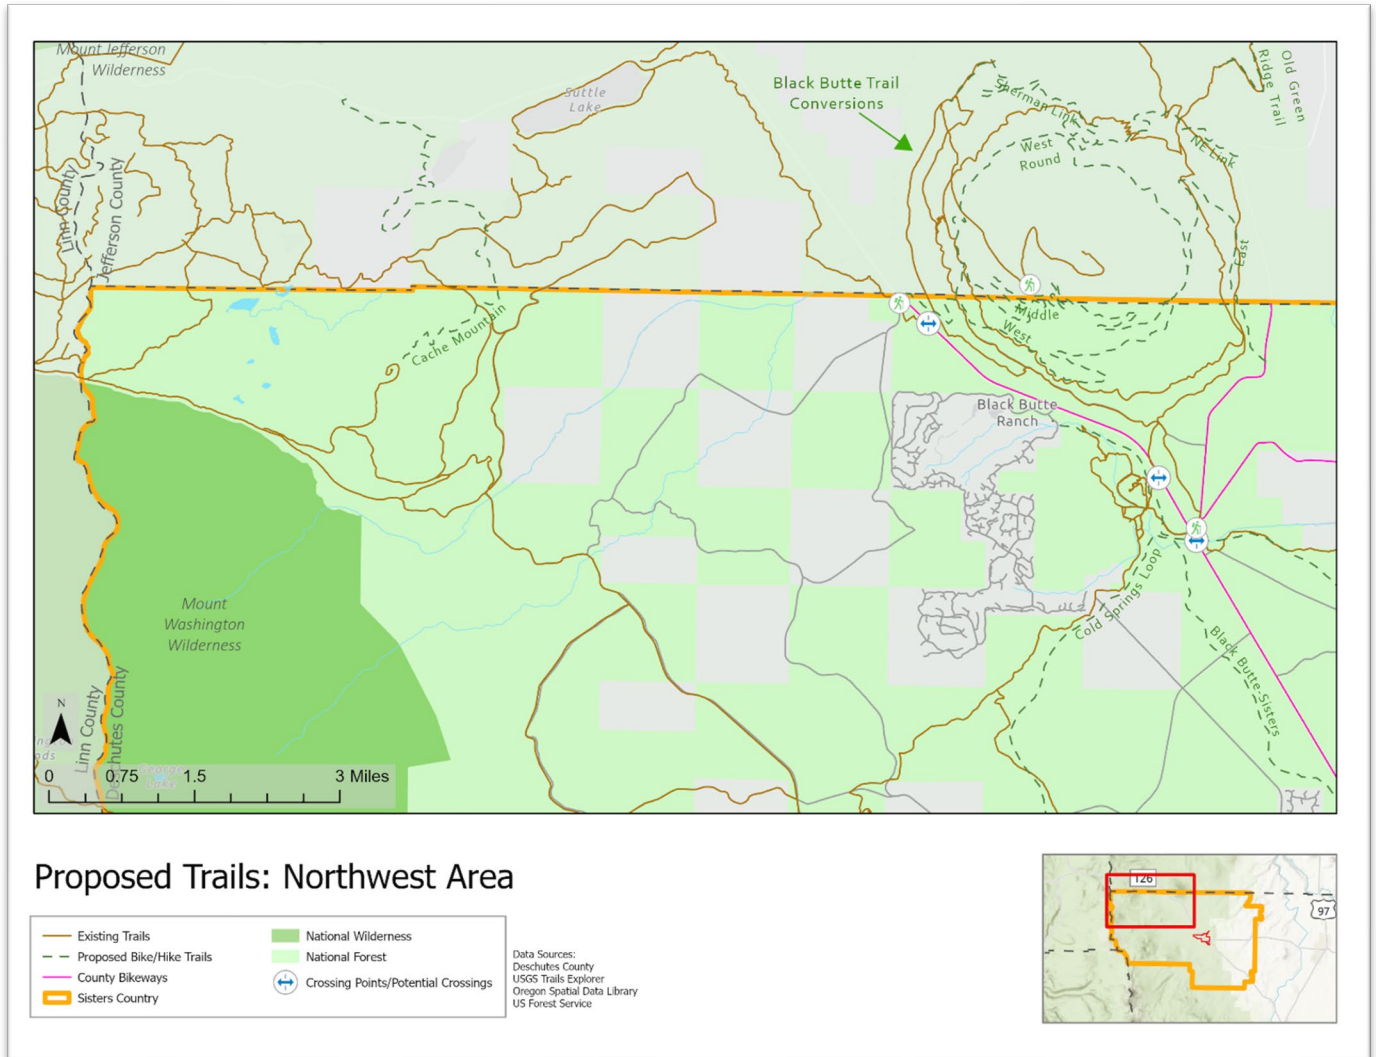 Mount Jefferson
Wilderness
Suttle
Lake
Black Butte Trail
Conversions
Sherman Link
West
Round
NE Link
Old Green
Ridge Trail
East
Linn County
Jefferson County
Middle
West
Cache Mountain
Black Butte
Ranch
Mount
Washington
Wilderness
Cold Springs Loop
Black Butte-Sisters
Linn County
Deschutes County
N
George
Lake
0 0.75 1.5 3 Miles
Proposed Trails: Northwest Area
Existing Trails
Proposed Bike/Hike Trails
County Bikeways
Sisters Country
National Wilderness
National Forest
Crossing Points/Potential Crossings
Data Sources:
Deschutes County
USGS Trails Explorer
Oregon Spatial Data Library
US Forest Service
126
97